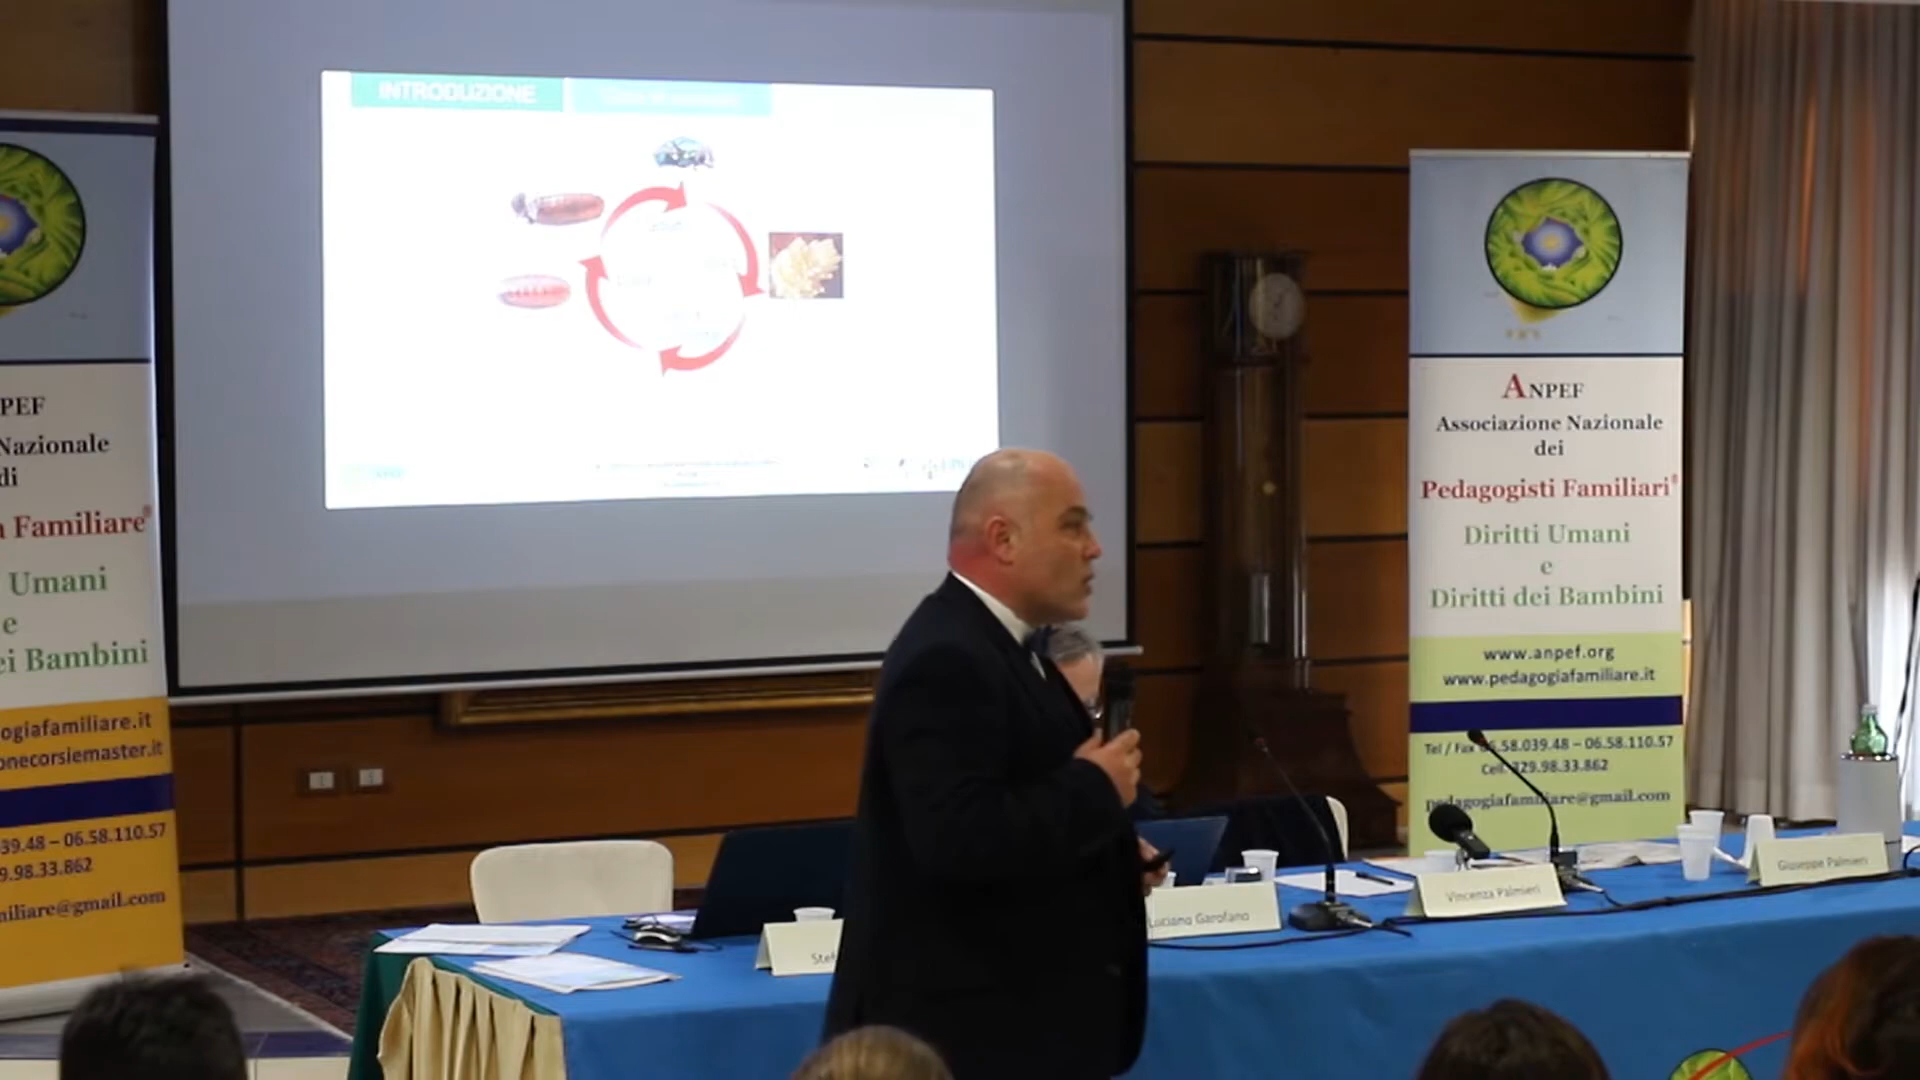 INTRODUZIONE
PEF
Nazionale
di
Familiare®
Umani
e
ei Bambini
ogiafamiliare.it
onecorsiemaster.it
39.48 – 06.58.110.57
9.98.33.862
miliare@gmail.com
ANPEF
Associazione Nazionale
dei
Pedagogisti Familiari®
Diritti Umani
e
Diritti dei Bambini
www.anpef.org
www.pedagogiafamiliare.it
Tel / Fax 06.58.039.48 – 06.58.110.57
Cell. 329.98.33.862
pedagogiafamiliare@gmail.com
Stef
Luciano Garofano
Vincenza Palmieri
Giuseppe Palmieri